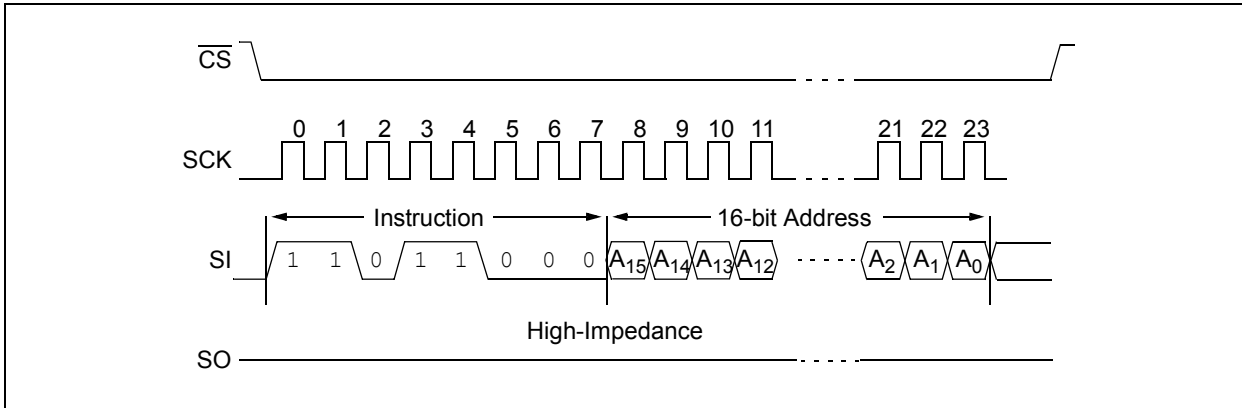 CS
0 1 2 3 4 5 6 7 8 9 10 11 21 22 23
SCK
Instruction 16-bit Address
SI 1 1 0 1 1 0 0 0 A15 A14 A13 A12 A2 A1 A0
High-Impedance
SO